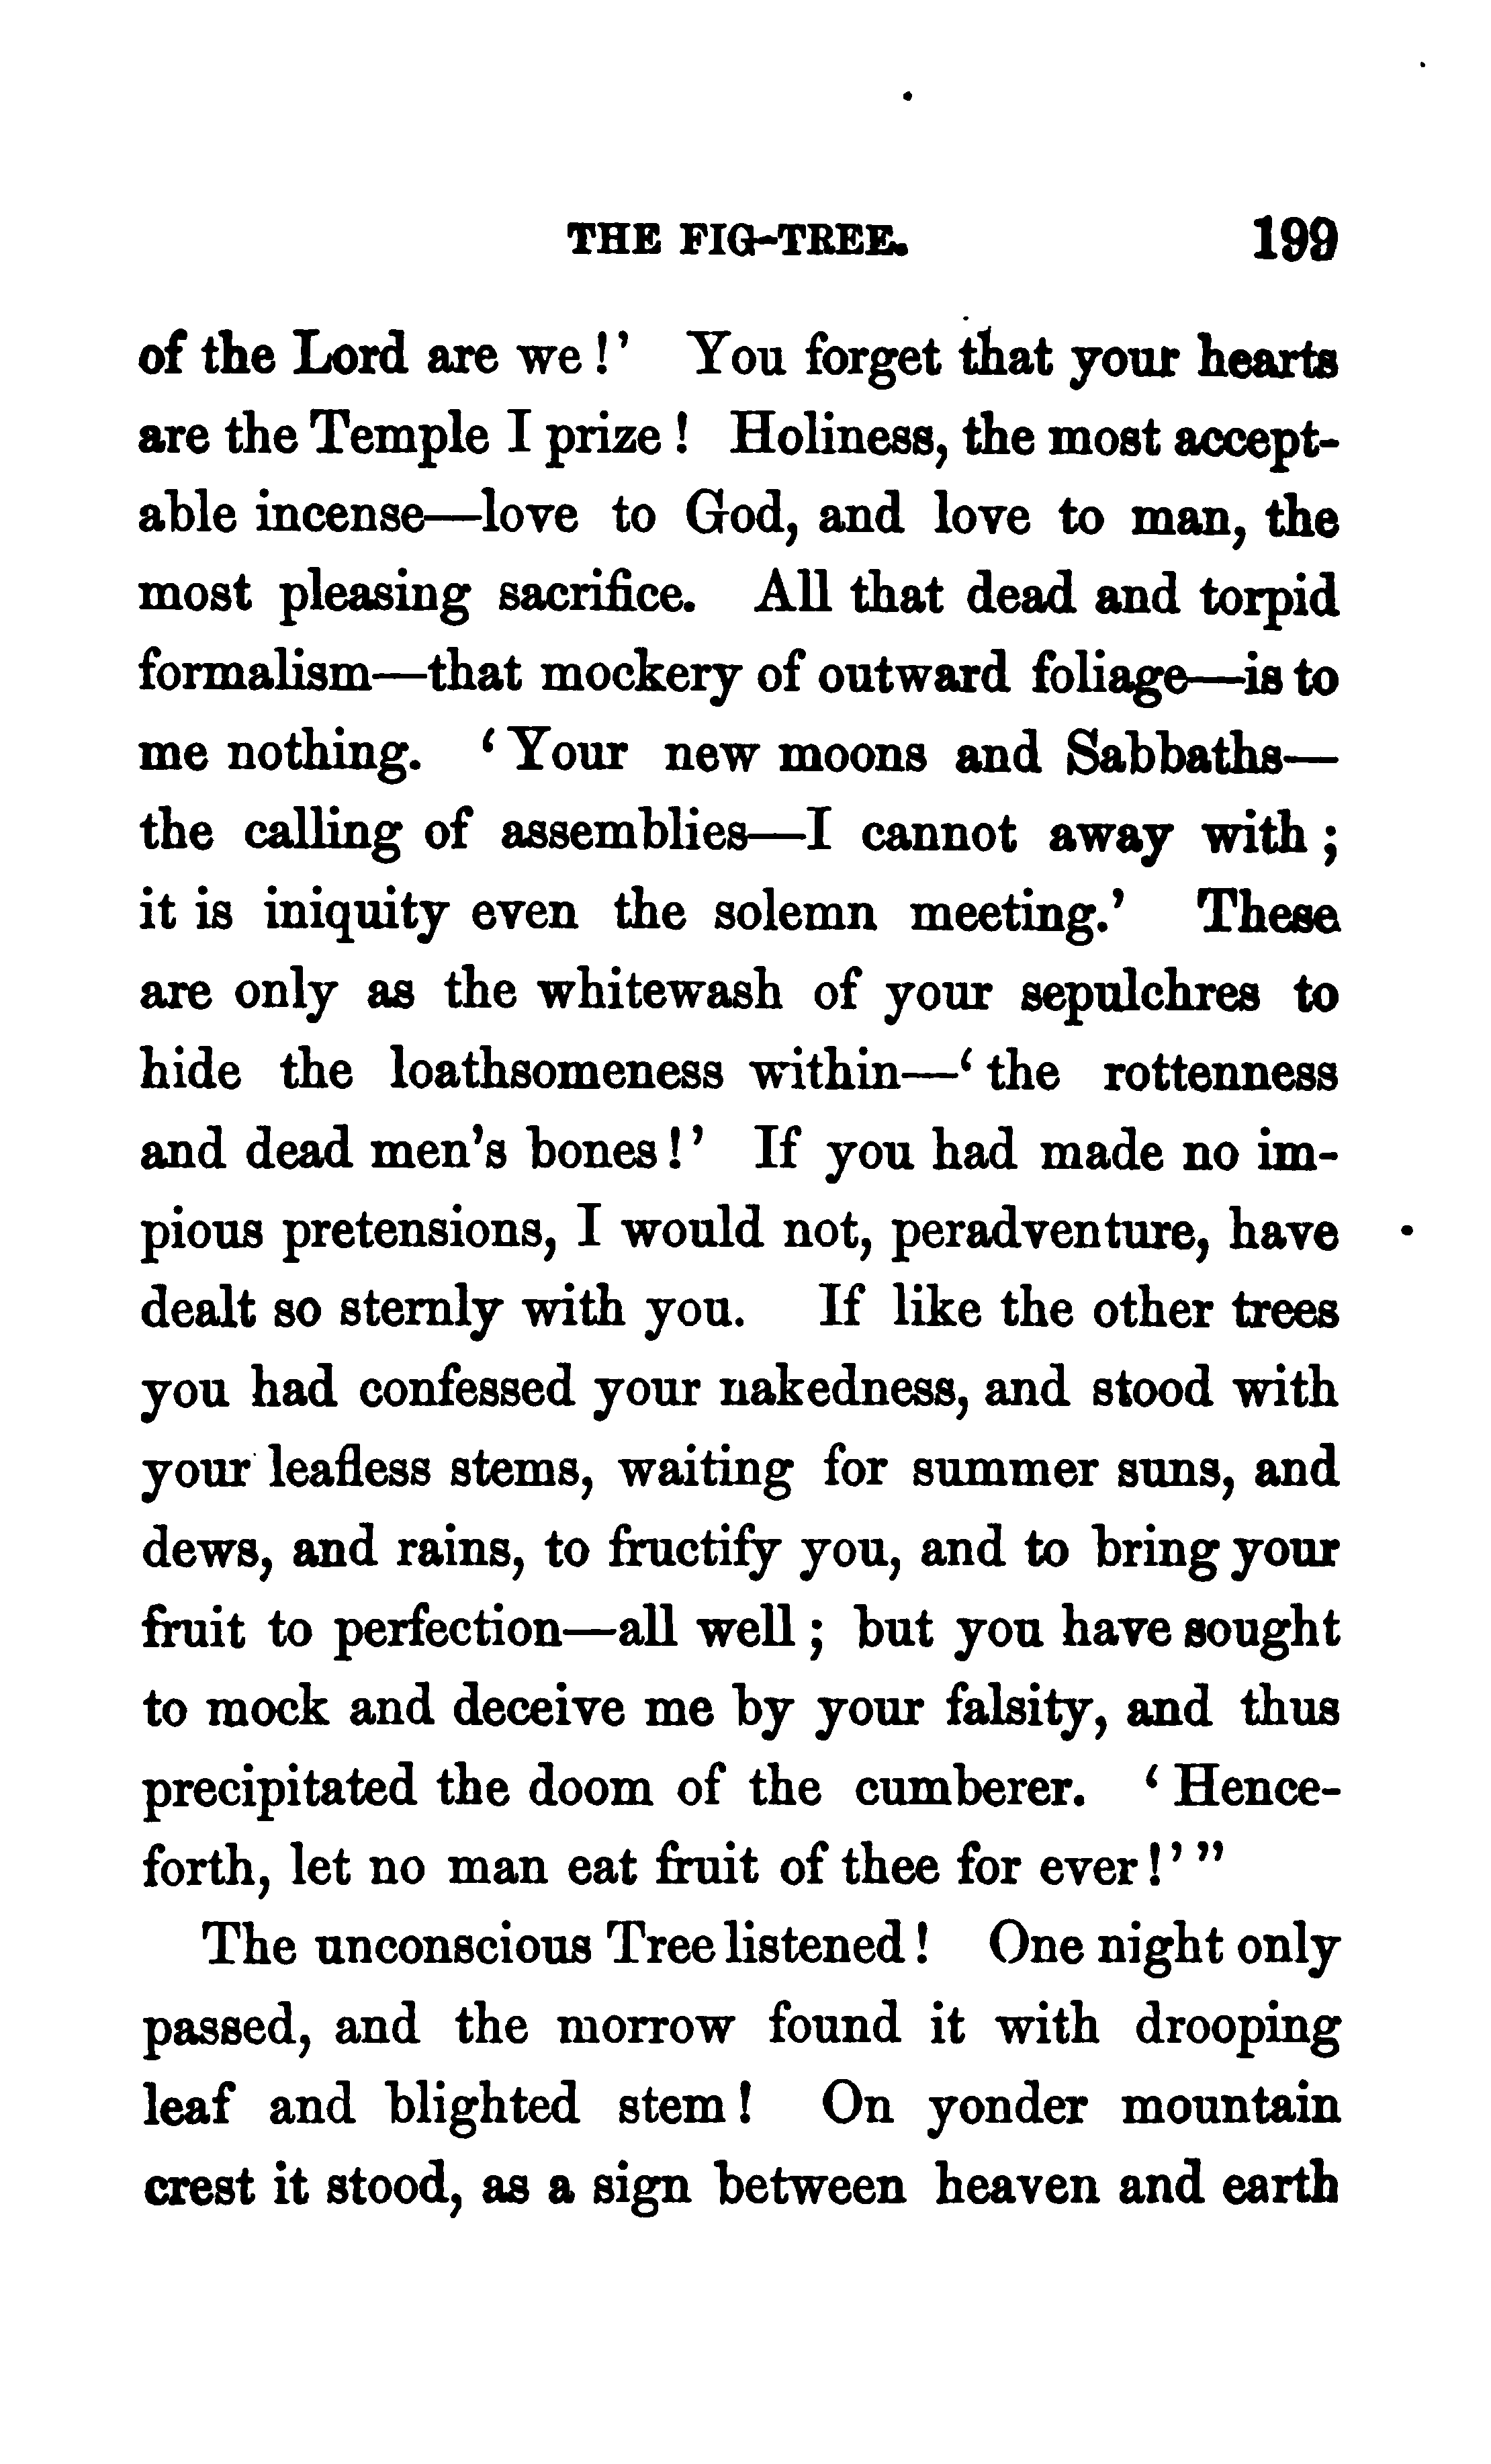 THE FIG-TREE. 199
of the Lord are we!' You forget that your hearts
are the Temple I prize! Holiness, the most accept-
able incense—love to God, and love to man, the
most pleasing sacrifice. All that dead and torpid
formalism—that mockery of outward foliage—is to
me nothing. 'Your new moons and Sabbaths—
the calling of assemblies—I cannot away with;
it is iniquity even the solemn meeting.' These
are only as the whitewash of your sepulchres to
hide the loathsomeness within—'the rottenness
and dead men's bones!' If you had made no im-
pious pretensions, I would not, peradventure, have
dealt so sternly with you. If like the other trees
you had confessed your nakedness, and stood with
your leafless stems, waiting for summer suns, and
dews, and rains, to fructify you, and to bring your
fruit to perfection—all well; but you have sought
to mock and deceive me by your falsity, and thus
precipitated the doom of the cumberer. 'Hence-
forth, let no man eat fruit of thee for ever!'"
The unconscious Tree listened! One night only
passed, and the morrow found it with drooping
leaf and blighted stem! On yonder mountain
crest it stood, as a sign between heaven and earth